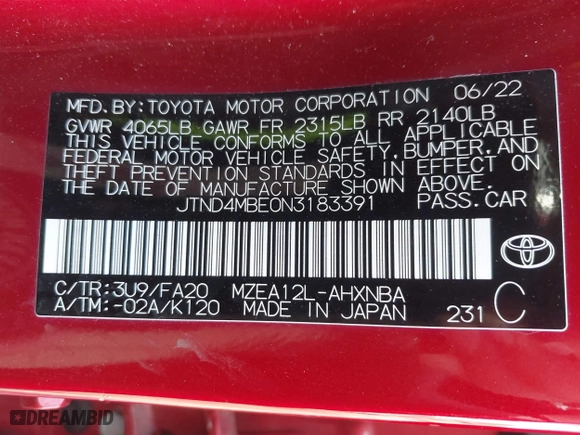 MFD.BY:TOYOTA MOTOR CORPORATION 06/22
GVWR 4065LB GAWR FR 2315LB RR 2140LB
THIS VEHICLE CONFORMS TO ALL APPLICABLE
FEDERAL MOTOR VEHICLE SAFETY,BUMPER,AND
THEFT PREVENTION STANDARDS IN EFFECT ON
THE DATE OF MANUFACTURE SHOWN ABOVE.
JTND4MBE0N3183391 PASS.CAR
C/TR:3U9/FA20 MZEA12L-AHXNBA
A/TM:-02A/K120 MADE IN JAPAN 231 C
TOYOTA
DREAMBID